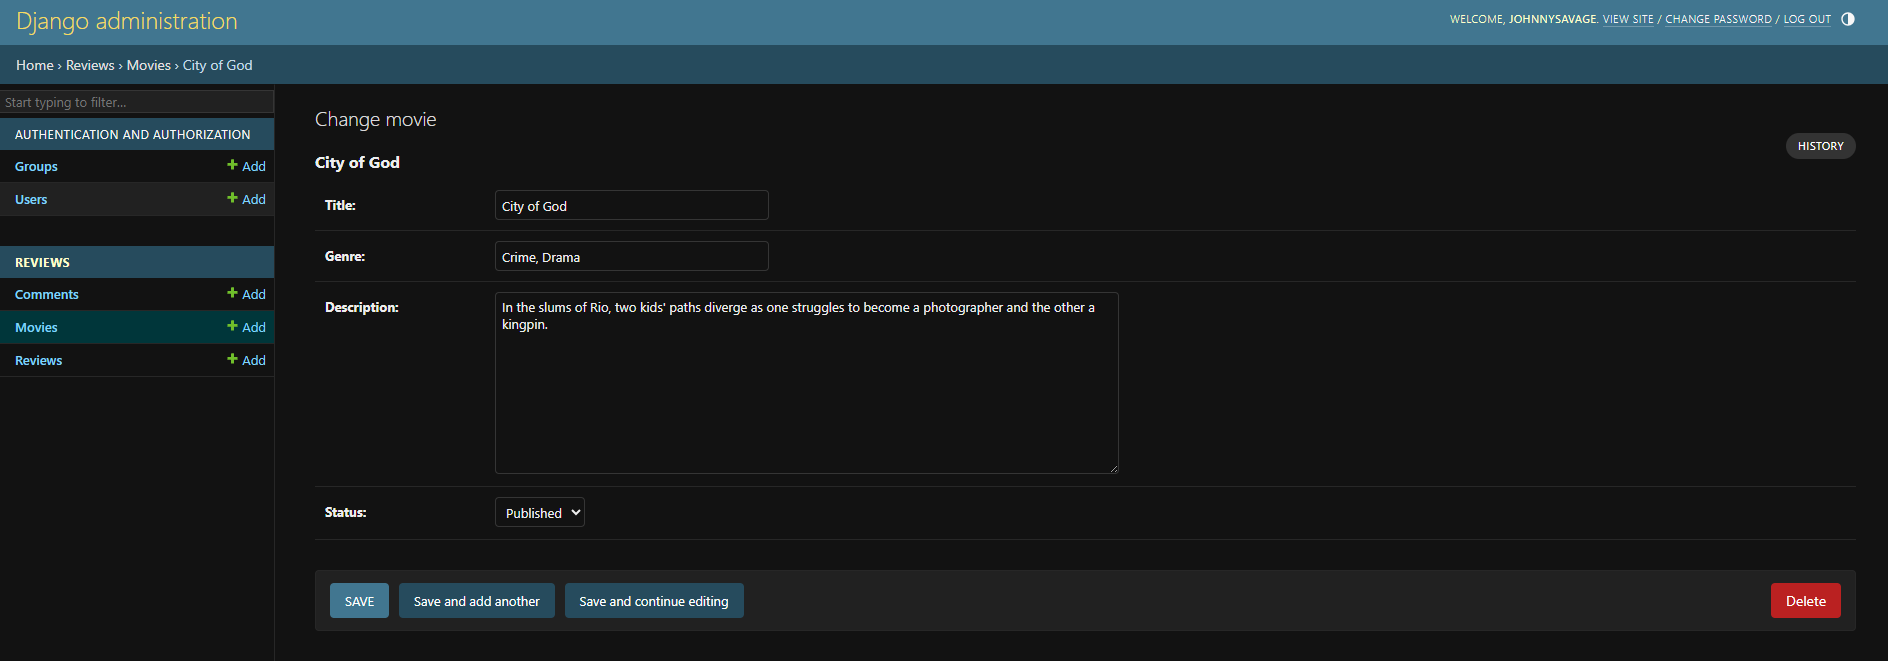 Django administration
WELCOME, JOHNNYSAVAGE. VIEW SITE / CHANGE PASSWORD / LOG OUT
Home › Reviews › Movies › City of God
Start typing to filter...
AUTHENTICATION AND AUTHORIZATION
Groups Add
Users Add
REVIEWS
Comments Add
Movies Add
Reviews Add
Change movie
HISTORY
City of God
Title: City of God
Genre: Crime, Drama
Description: In the slums of Rio, two kids' paths diverge as one struggles to become a photographer and the other a
kingpin.
Status: Published
SAVE Save and add another Save and continue editing Delete